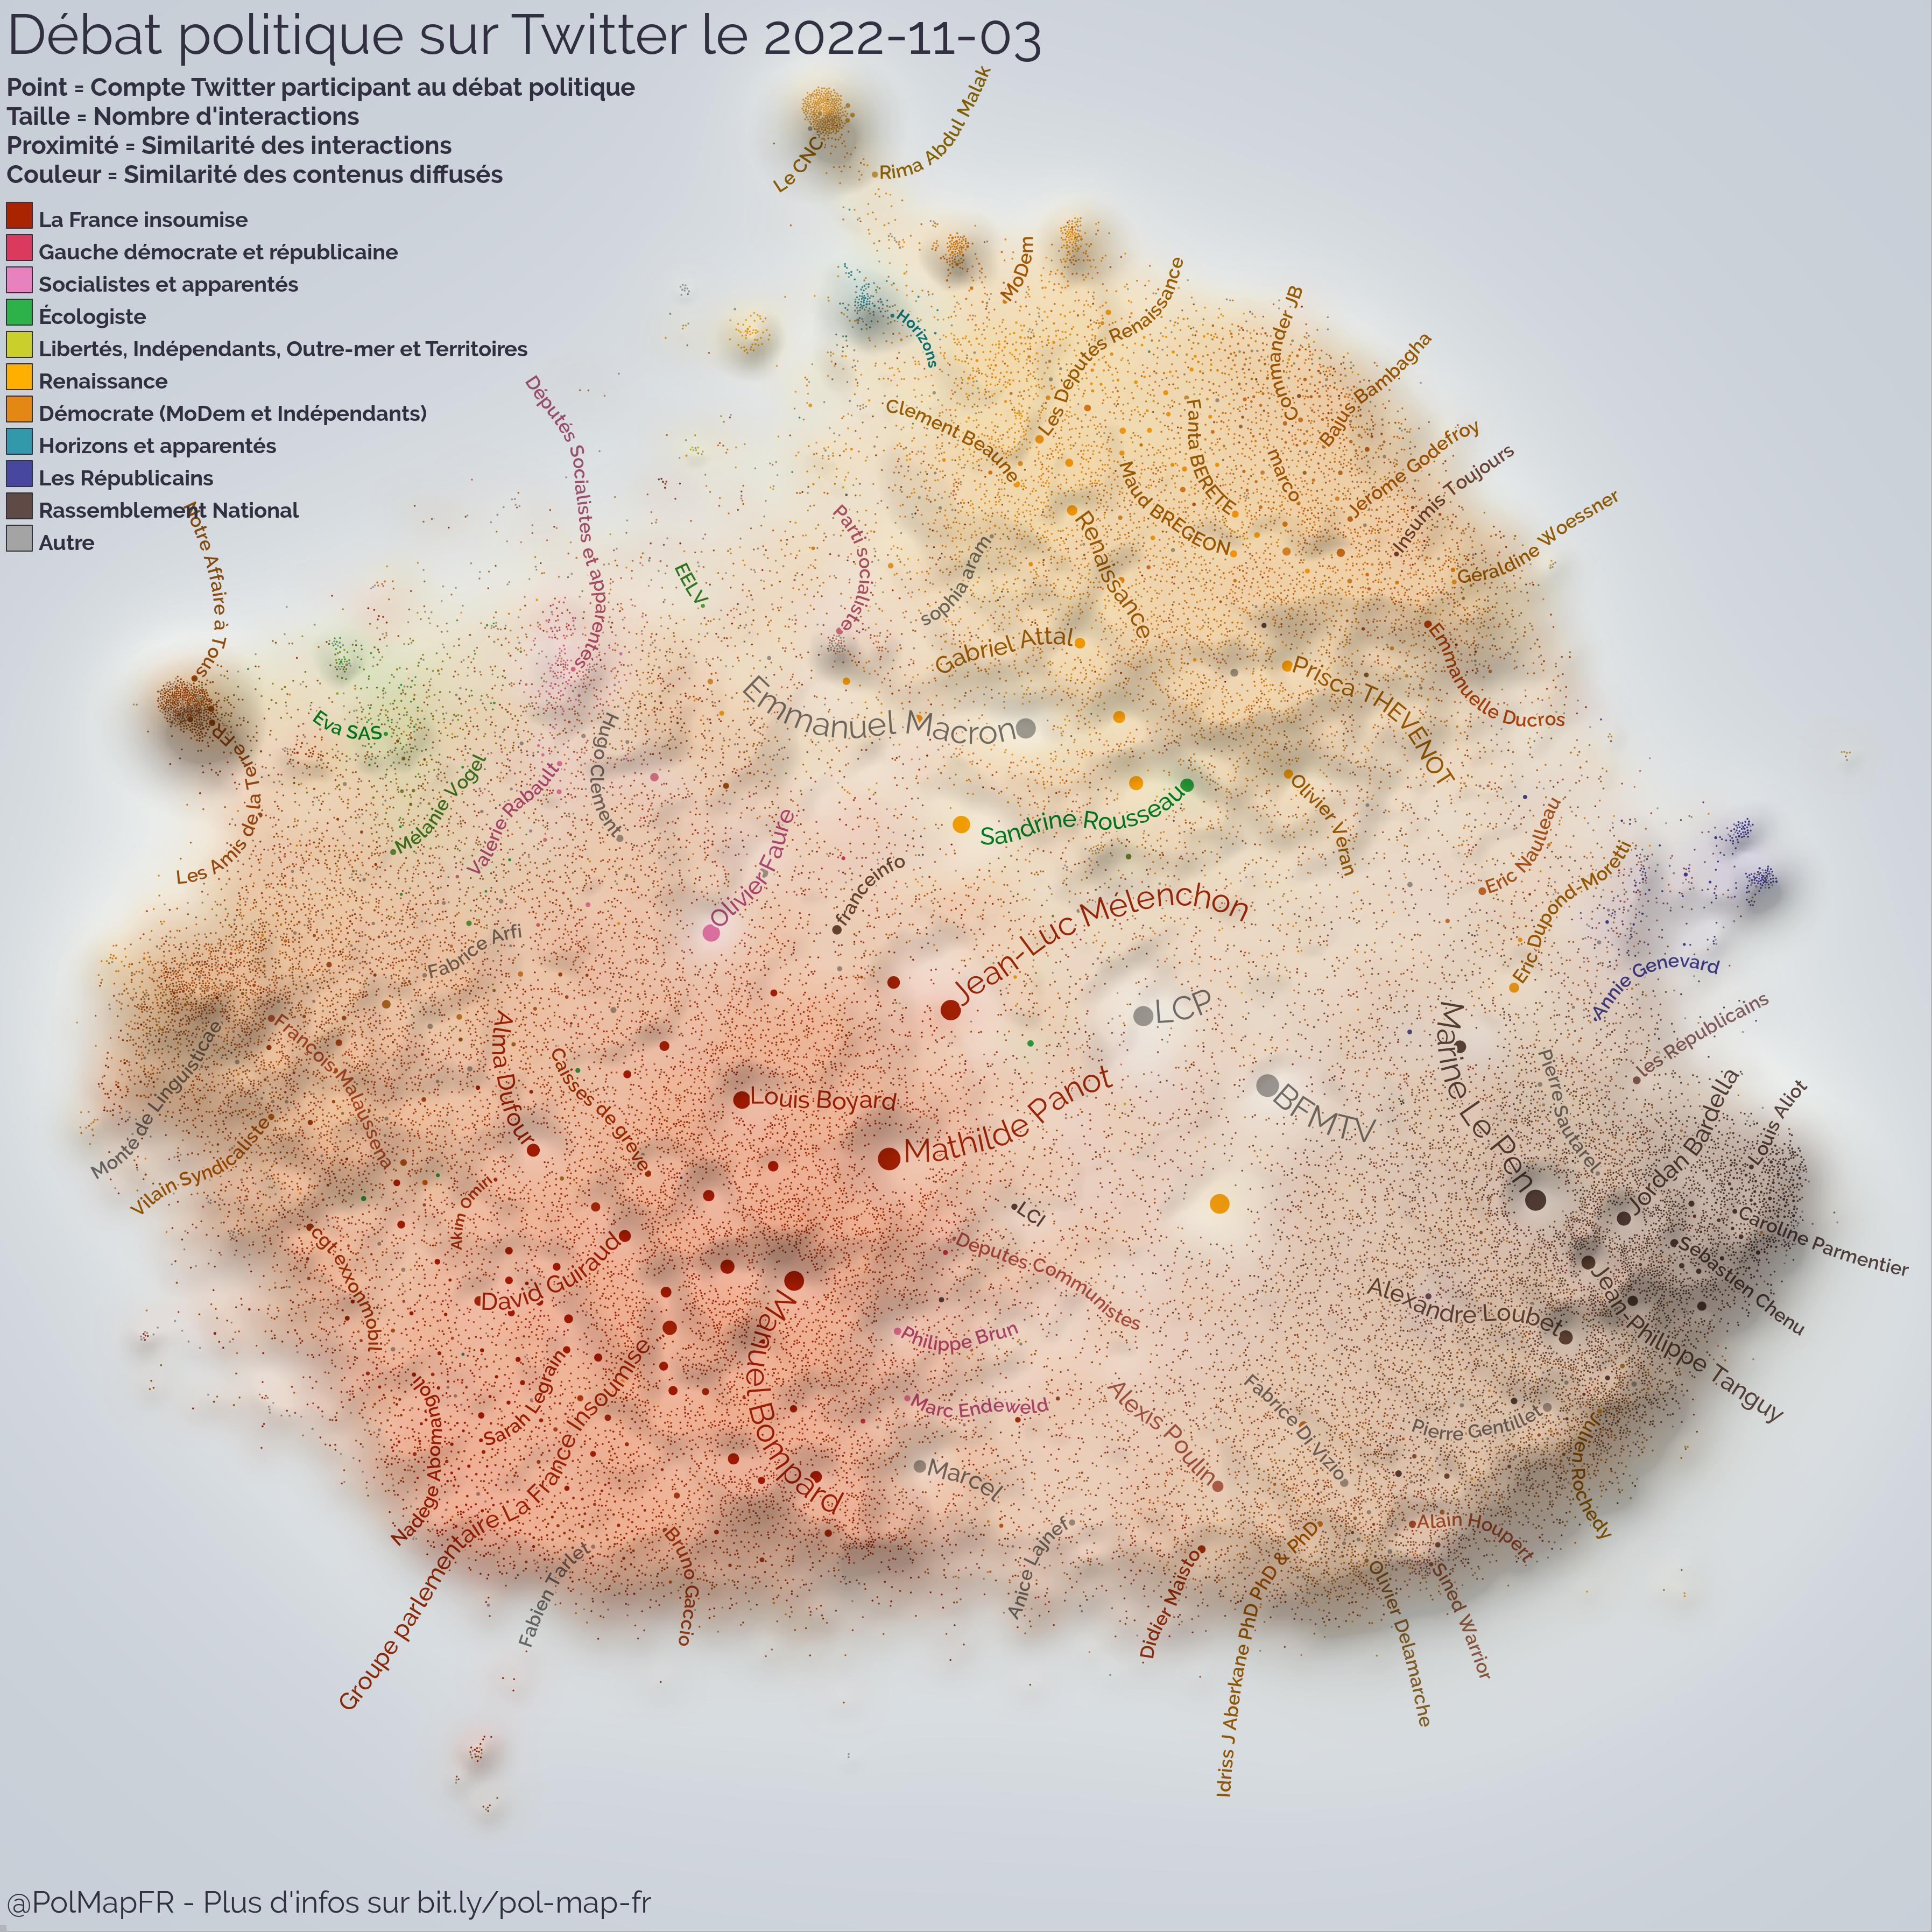 Débat politique sur Twitter le 2022-11-03
Point = Compte Twitter participant au débat politique
Taille = Nombre d'interactions
Proximité = Similarité des interactions
Couleur = Similarité des contenus diffusés
La France insoumise
Gauche démocrate et républicaine
Socialistes et apparentés
Écologiste
Libertés, Indépendants, Outre-mer et Territoires
Renaissance
Démocrate (MoDem et Indépendants)
Horizons et apparentés
Les Républicains
Rassemblement National
Autre
Le CNC
Rima Abdul Malak
MoDem
Horizons
Les Députés Renaissance
Clement Beaune
Commander JB
Bajus Bambagha
Fanta BERETE
marco
Jerome Godefroy
Insumis Toujours
Maud BREGEON
Géraldine Woessner
Députés Socialistes et apparentés
Notre Affaire à Tous
EELV
Parti socialiste
sophia aram
Renaissance
Gabriel Attal
Emmanuel Macron
Prisca THEVENOT
Emmanuelle Ducros
Eva SAS
Les Amis de la Terre FR
Mélanie Vogel
Valérie Rabault
Hugo Clément
Olivier Faure
Sandrine Rousseau
Olivier Véran
franceinfo
Eric Naulleau
Eric Dupond-Moretti
Annie Genevard
les Républicains
Fabrice Arfi
Jean-Luc Mélenchon
LCP
Marine Le Pen
Pierre Sautarel
Monté de Linguisticae
François Malaussena
Alma Dufour
Caisses de grève
Louis Boyard
Mathilde Panot
BFMTV
Jordan Bardella
Louis Aliot
Vilain Syndicaliste
Akim Omiri
LCI
Caroline Parmentier
Sébastien Chenu
cgt exxonmobil
David Guiraud
Députés Communistes
Philippe Brun
Alexandre Loubet
Jean-Philippe Tanguy
Manuel Bompard
Nadège Abomangoli
Sarah Legrain
Groupe parlementaire La France Insoumise
Marc Endeweld
Alexis Poulin
Fabrice Di Vizio
Pierre Gentillet
Julien Rochedy
Marcel
Fabien Tarlet
Bruno Gaccio
Anice Lajnef
Didier Maisto
Idriss J Aberkane PhD PhD & PhD
Alain Houpert
Olivier Delamarche
Sined Warrior
@PolMapFR - Plus d'infos sur bit.ly/pol-map-fr